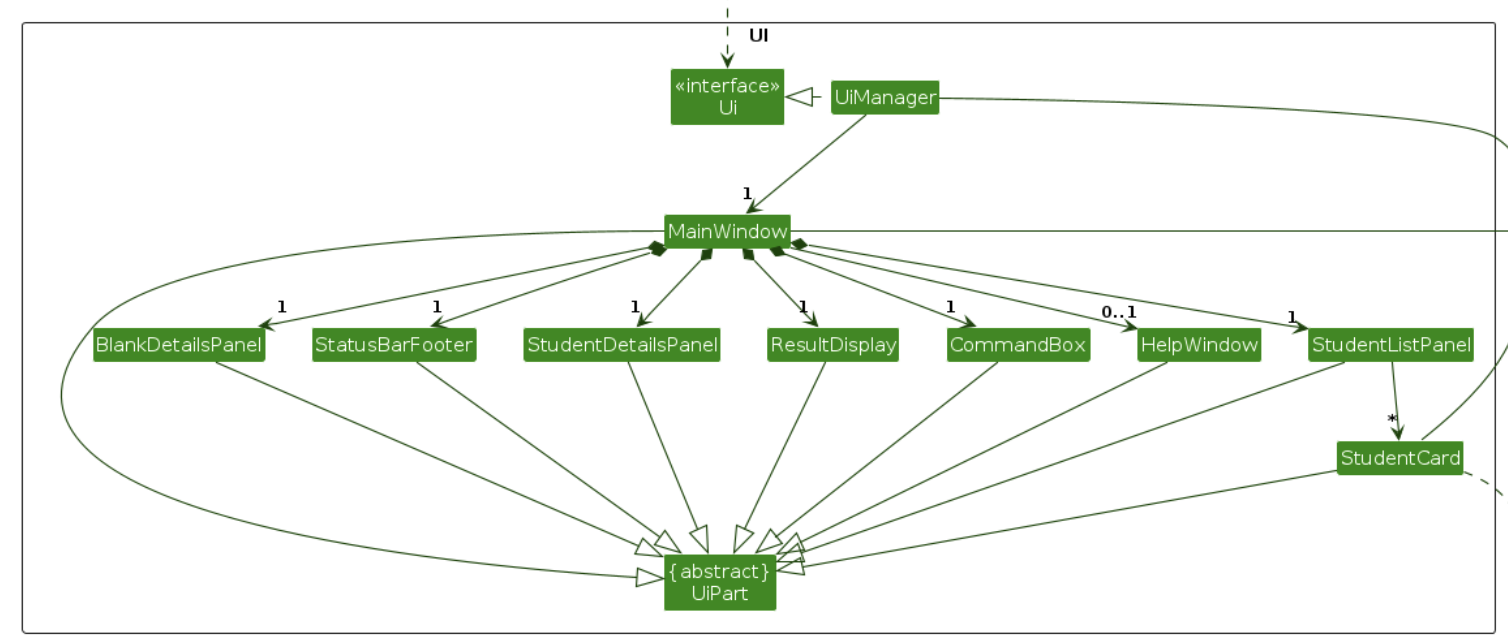 UI
«interface»
Ui
UiManager
1
MainWindow
1
1
1
1
1
0..1
1
BlankDetailsPanel
StatusBarFooter
StudentDetailsPanel
ResultDisplay
CommandBox
HelpWindow
StudentListPanel
*
StudentCard
{abstract}
UiPart